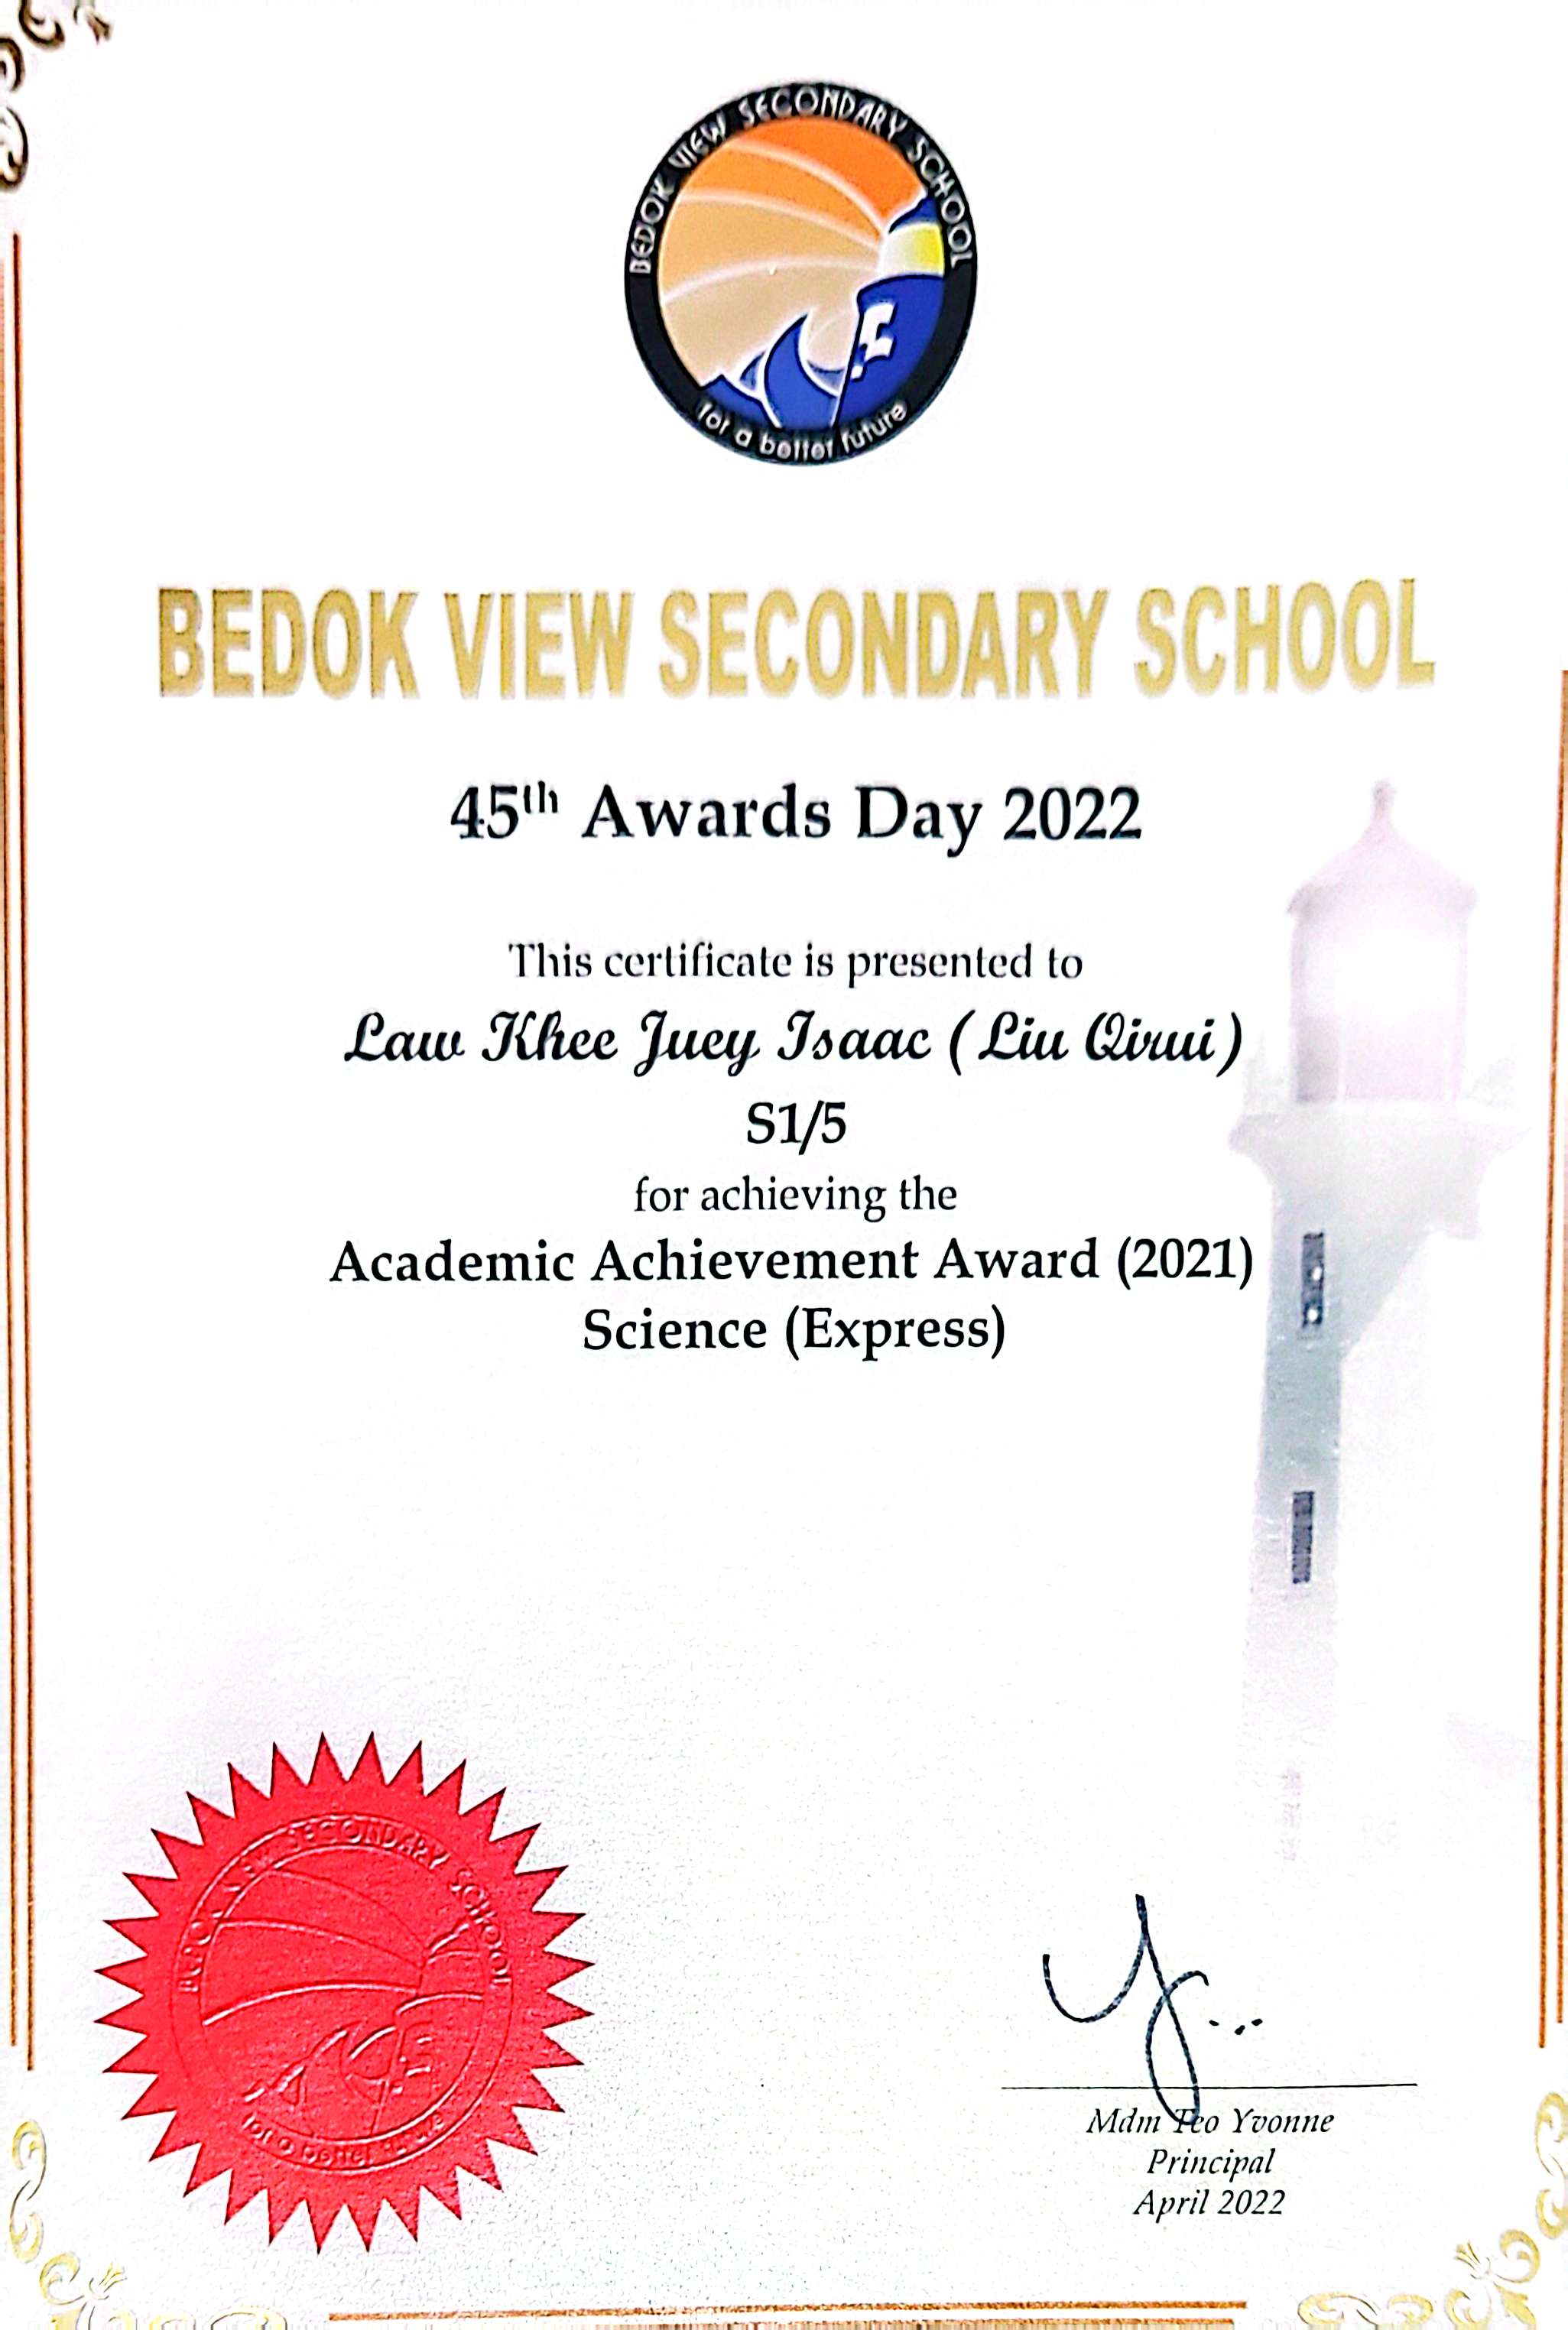 BEDOK VIEW SECONDARY SCHOOL
for a better future
BEDOK VIEW SECONDARY SCHOOL
45th Awards Day 2022
This certificate is presented to
Law Khee Juey Isaac (Liu Qirui)
S1/5
for achieving the
Academic Achievement Award (2021)
Science (Express)
BEDOK VIEW SECONDARY SCHOOL
for a better future
Mdm Teo Yvonne
Principal
April 2022